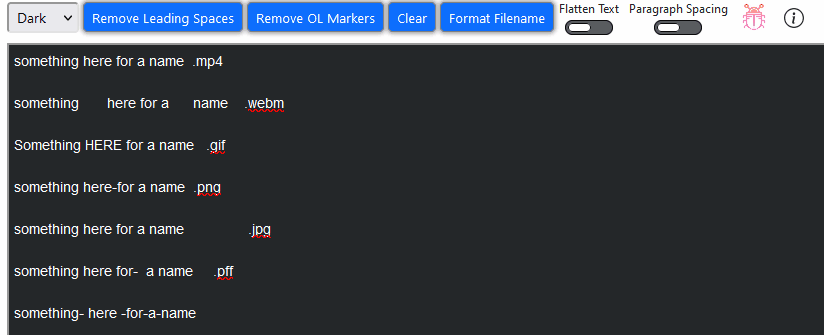 Dark Remove Leading Spaces Remove OL Markers Clear Format Filename Flatten Text Paragraph Spacing
something here for a name  .mp4
something       here for a      name    .webm
Something HERE for a name   .gif
something here-for a name  .png
something here for a name                .jpg
something here for-  a name     .pff
something- here -for-a-name